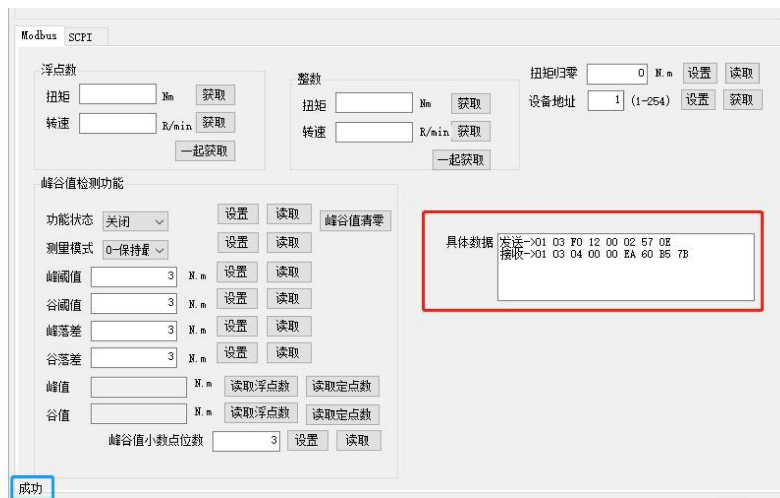 Modbus SCPI
浮点数
扭矩 Nm 获取
转速 R/min 获取
一起获取
整数
扭矩 Nm 获取
转速 R/min 获取
一起获取
扭矩归零 0 N.m 设置 读取
设备地址 1 (1-254) 设置 获取
峰谷值检测功能
功能状态 关闭 设置 读取 峰谷值清零
测量模式 0-保持最 设置 读取
峰阈值 3 N.m 设置 读取
谷阈值 3 N.m 设置 读取
峰落差 3 N.m 设置 读取
谷落差 3 N.m 设置 读取
峰值 N.m 读取浮点数 读取定点数
谷值 N.m 读取浮点数 读取定点数
峰谷值小数点位数 3 设置 读取
具体数据 发送->01 03 F0 12 00 02 57 0E
接收->01 03 04 00 00 EA 60 B5 7B
成功